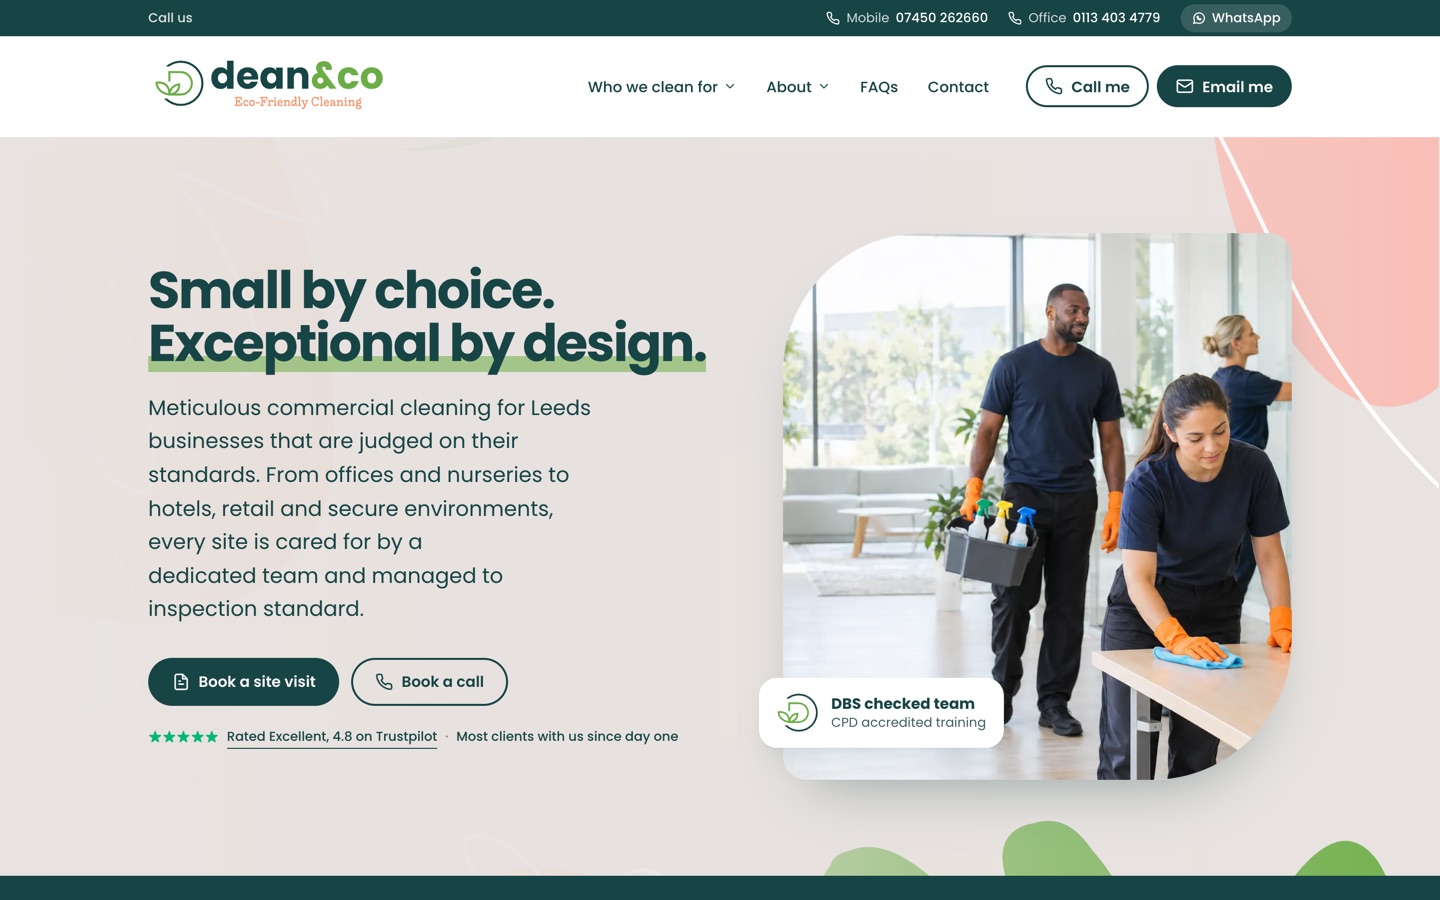 Call us
Mobile 07450 262660
Office 0113 403 4779
WhatsApp
dean&co
Eco-Friendly Cleaning
Who we clean for
About
FAQs
Contact
Call me
Email me
Small by choice.
Exceptional by design.
Meticulous commercial cleaning for Leeds
businesses that are judged on their
standards. From offices and nurseries to
hotels, retail and secure environments,
every site is cared for by a
dedicated team and managed to
inspection standard.
Book a site visit
Book a call
Rated Excellent, 4.8 on Trustpilot · Most clients with us since day one
DBS checked team
CPD accredited training